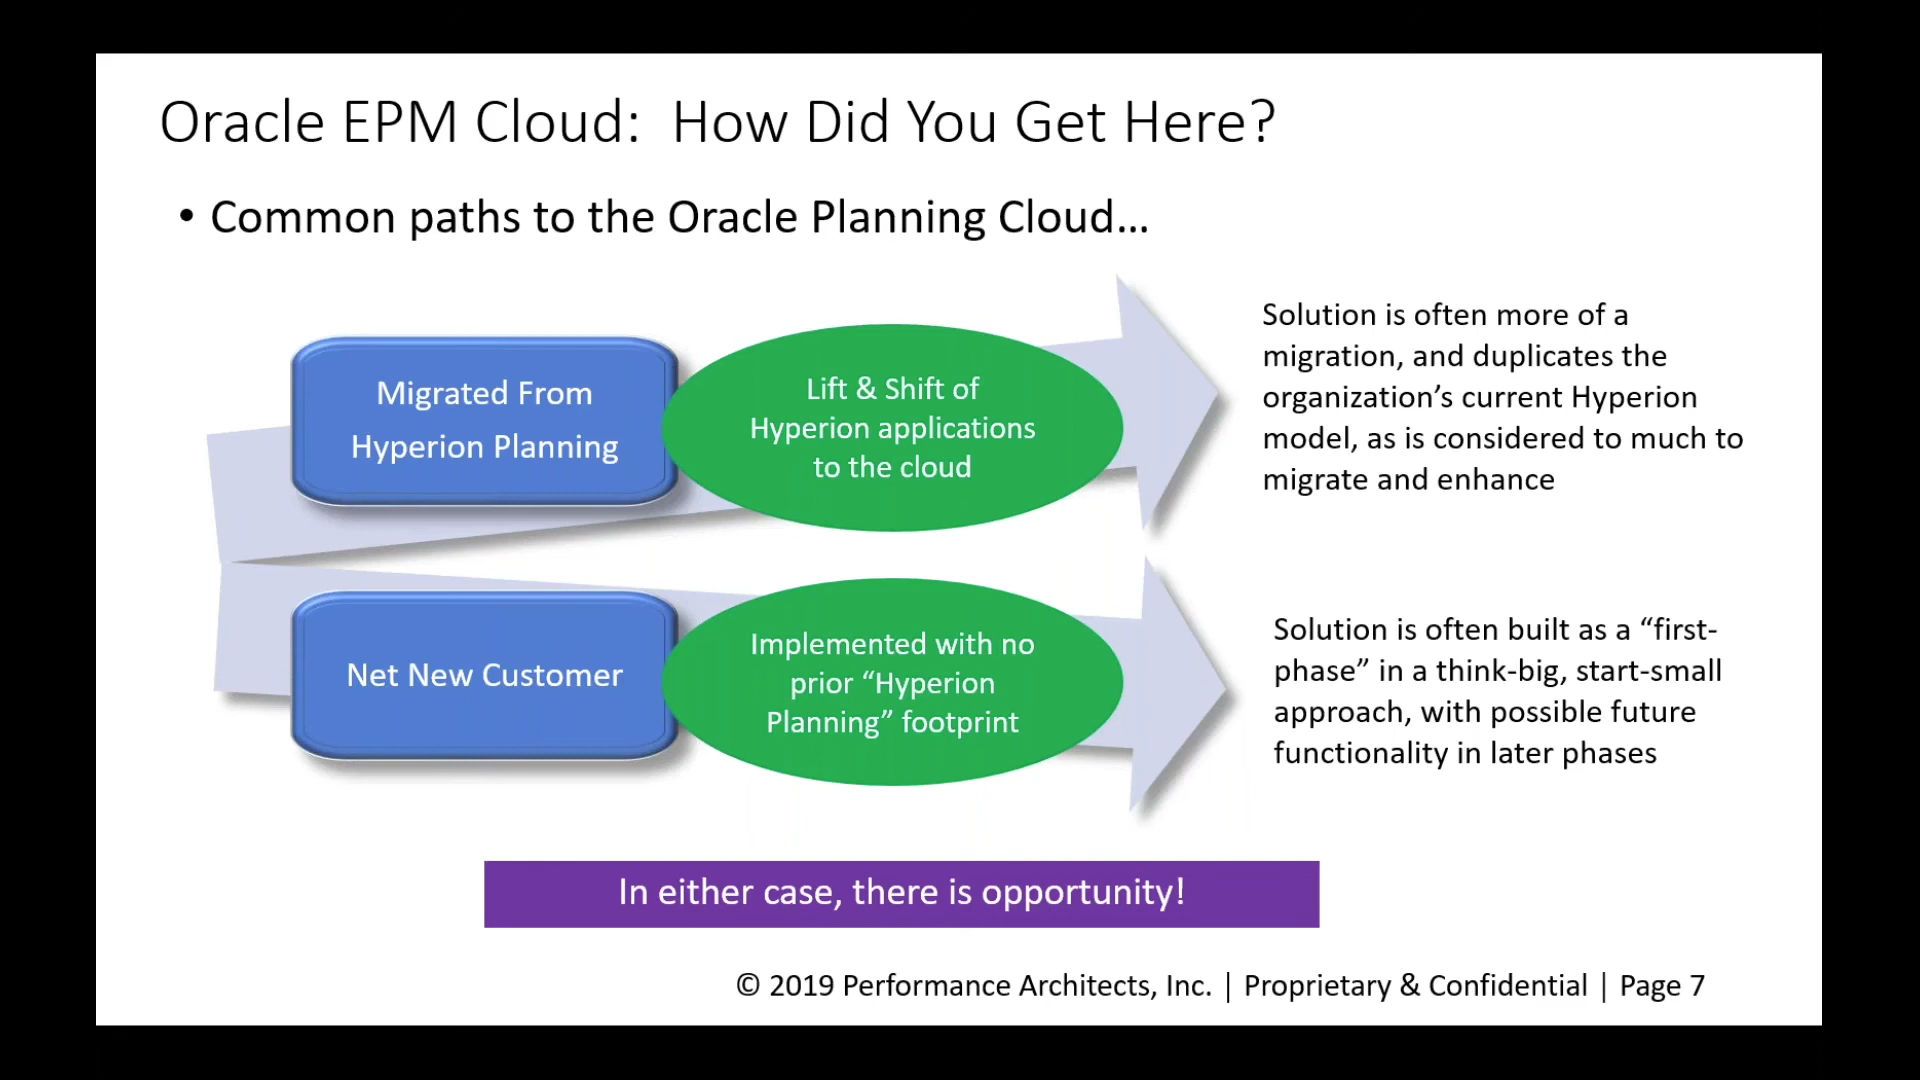 Oracle EPM Cloud:  How Did You Get Here?
• Common paths to the Oracle Planning Cloud...
Migrated From
Hyperion Planning
Lift & Shift of
Hyperion applications
to the cloud
Solution is often more of a
migration, and duplicates the
organization’s current Hyperion
model, as is considered to much to
migrate and enhance
Net New Customer
Implemented with no
prior “Hyperion
Planning” footprint
Solution is often built as a “first-
phase” in a think-big, start-small
approach, with possible future
functionality in later phases
In either case, there is opportunity!
© 2019 Performance Architects, Inc. | Proprietary & Confidential | Page 7